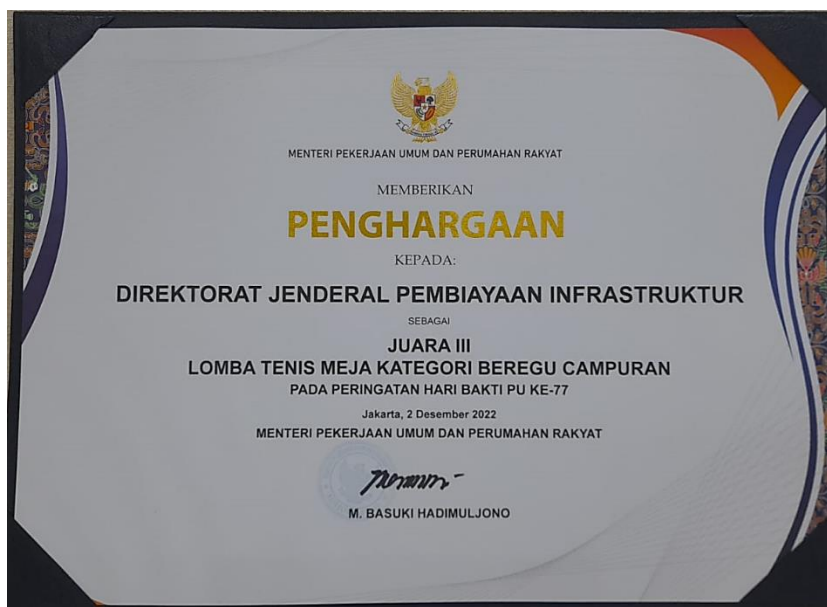 MENTERI PEKERJAAN UMUM DAN PERUMAHAN RAKYAT
MEMBERIKAN
PENGHARGAAN
KEPADA:
DIREKTORAT JENDERAL PEMBIAYAAN INFRASTRUKTUR
SEBAGAI
JUARA III
LOMBA TENIS MEJA KATEGORI BEREGU CAMPURAN
PADA PERINGATAN HARI BAKTI PU KE-77
Jakarta, 2 Desember 2022
MENTERI PEKERJAAN UMUM DAN PERUMAHAN RAKYAT
M. BASUKI HADIMULJONO